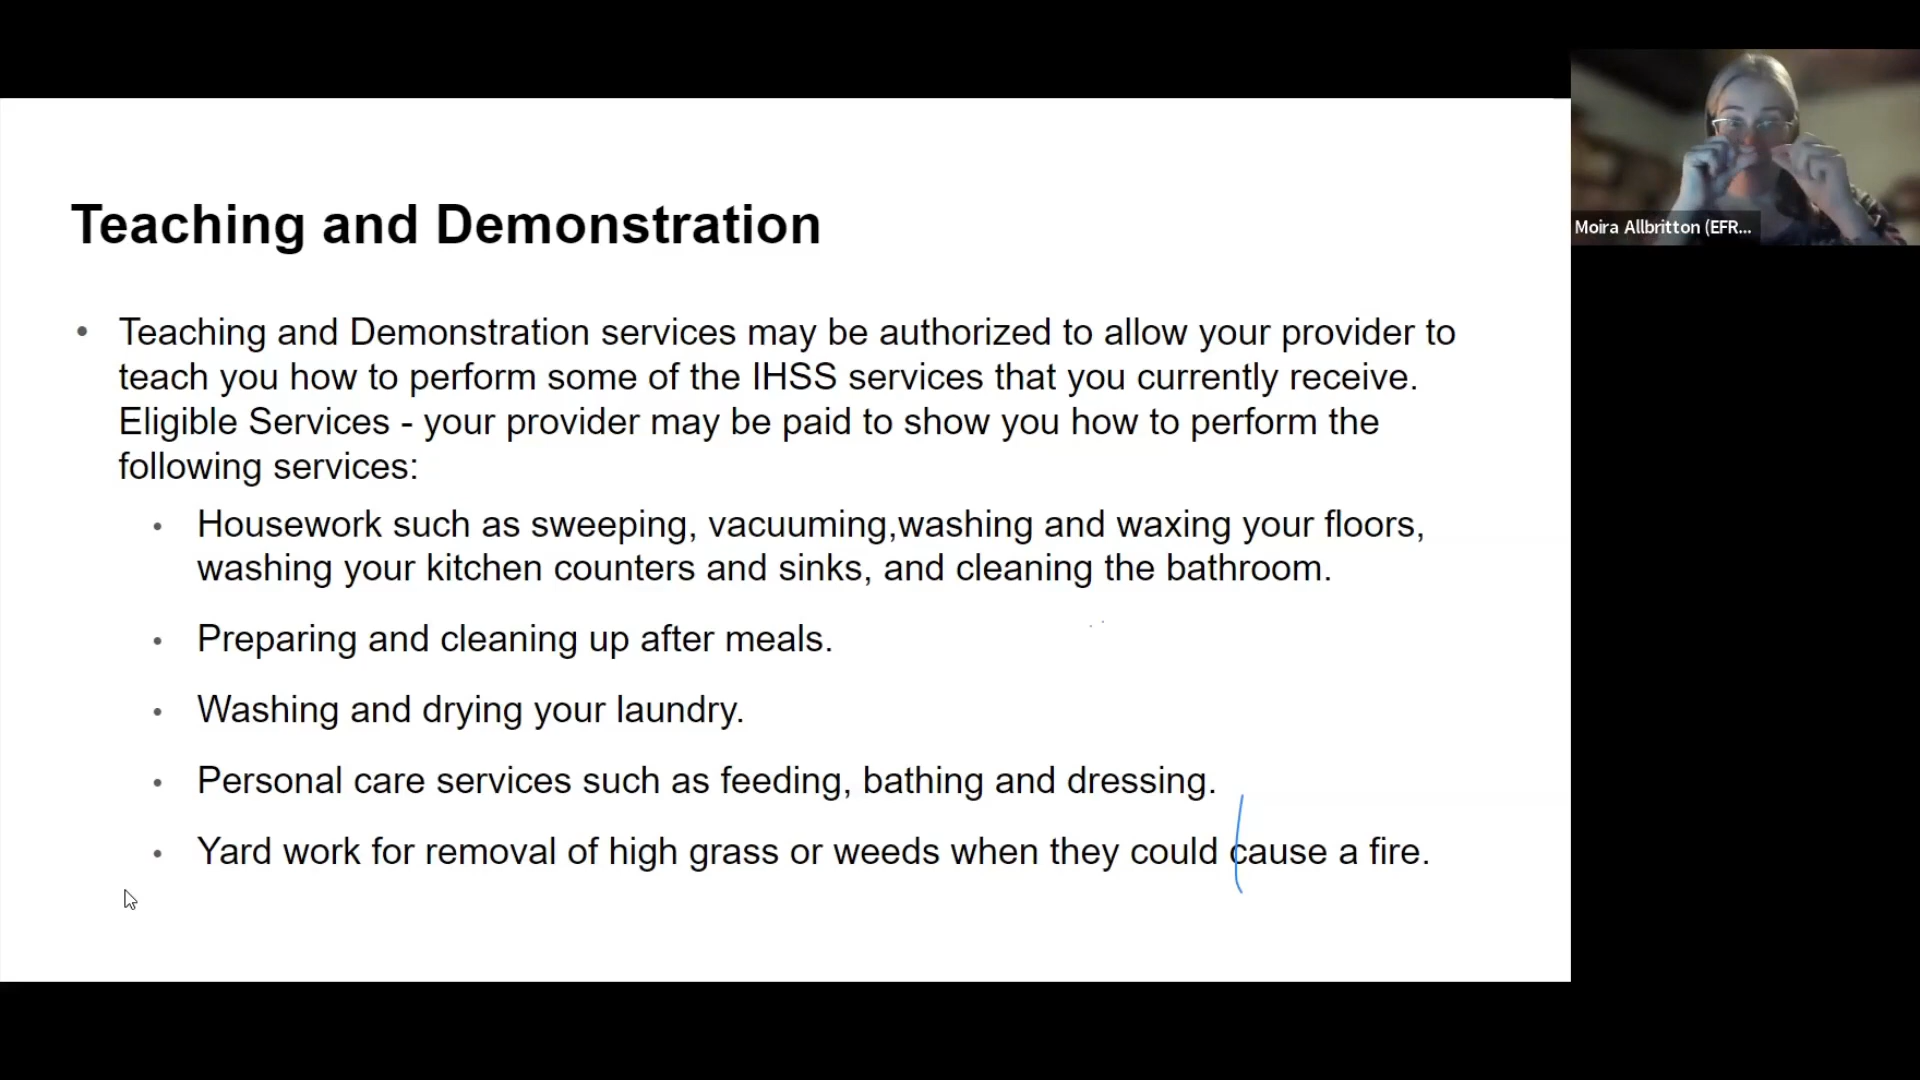 Teaching and Demonstration
• Teaching and Demonstration services may be authorized to allow your provider to
teach you how to perform some of the IHSS services that you currently receive.
Eligible Services - your provider may be paid to show you how to perform the
following services:
• Housework such as sweeping, vacuuming,washing and waxing your floors,
washing your kitchen counters and sinks, and cleaning the bathroom.
• Preparing and cleaning up after meals.
• Washing and drying your laundry.
• Personal care services such as feeding, bathing and dressing.
• Yard work for removal of high grass or weeds when they could cause a fire.
Moira Allbritton (EFR...